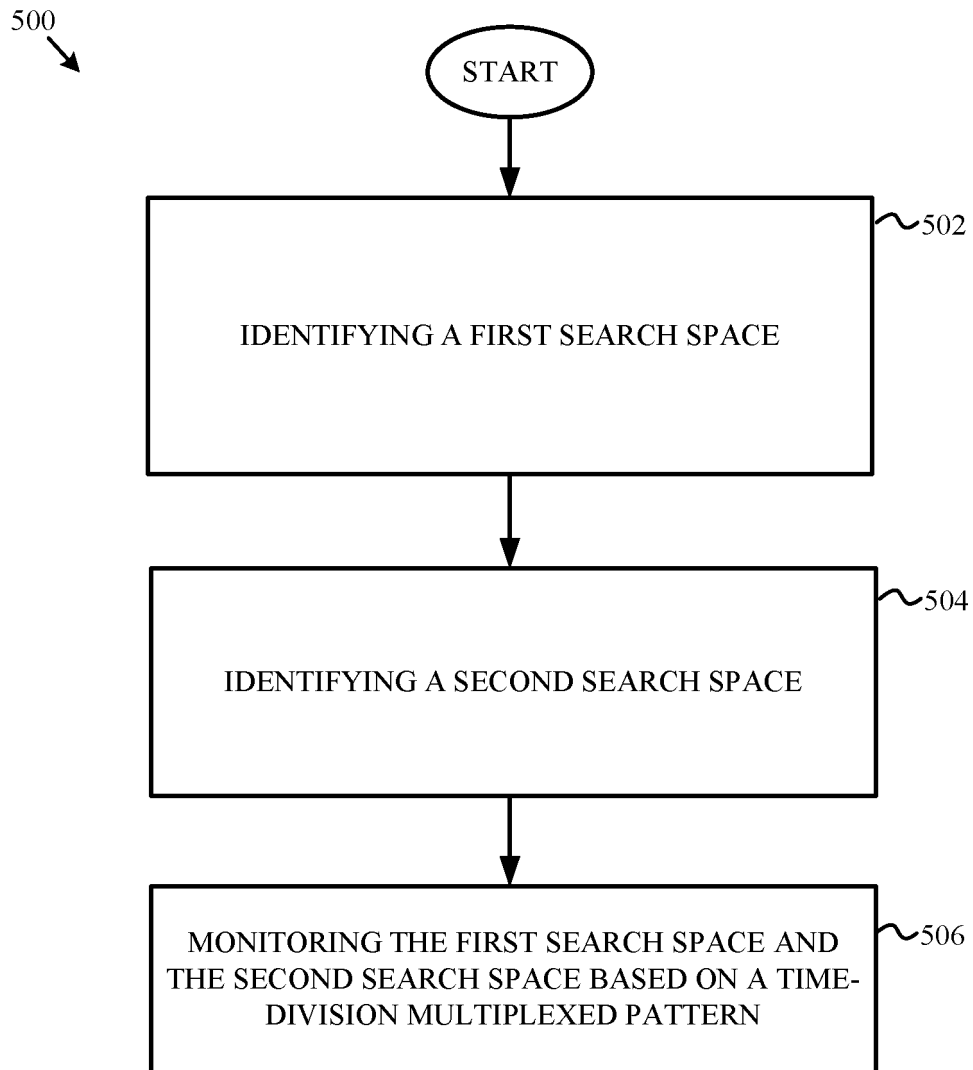 500
START
502
IDENTIFYING A FIRST SEARCH SPACE
504
IDENTIFYING A SECOND SEARCH SPACE
506
MONITORING THE FIRST SEARCH SPACE AND
THE SECOND SEARCH SPACE BASED ON A TIME-
DIVISION MULTIPLEXED PATTERN